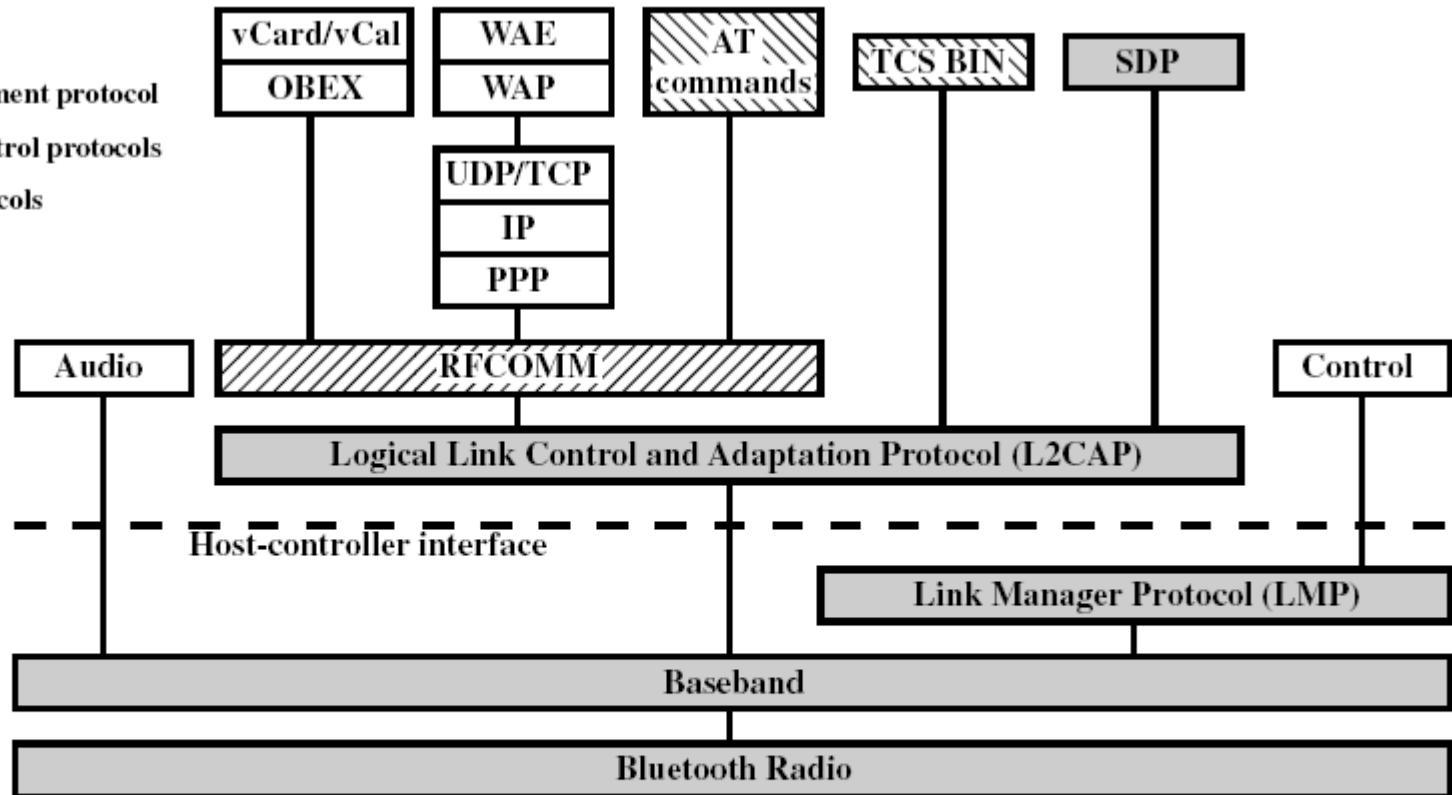 vCard/vCal
OBEX
WAE
WAP
AT
commands
TCS BIN
SDP
ment protocol
trol protocols
cols
UDP/TCP
IP
PPP
Audio
RFCOMM
Control
Logical Link Control and Adaptation Protocol (L2CAP)
Host-controller interface
Link Manager Protocol (LMP)
Baseband
Bluetooth Radio